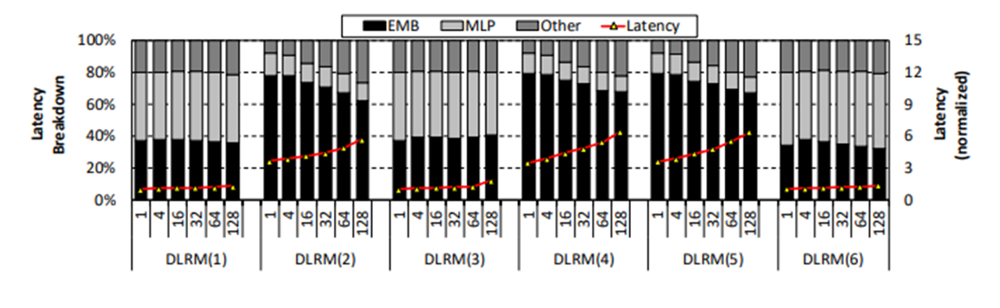 EMB MLP Other Latency
100%
80%
60%
40%
20%
0%
Latency
Breakdown
15
12
9
6
3
0
Latency
(normalized)
1 4 16 32 64 128 1 4 16 32 64 128 1 4 16 32 64 128 1 4 16 32 64 128 1 4 16 32 64 128 1 4 16 32 64 128
DLRM(1) DLRM(2) DLRM(3) DLRM(4) DLRM(5) DLRM(6)